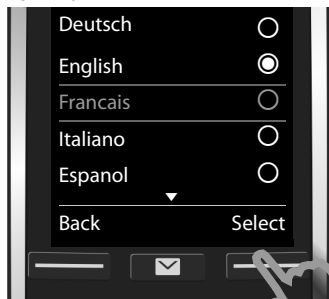 Deutsch
English
Francais
Italiano
Espanol
Back Select